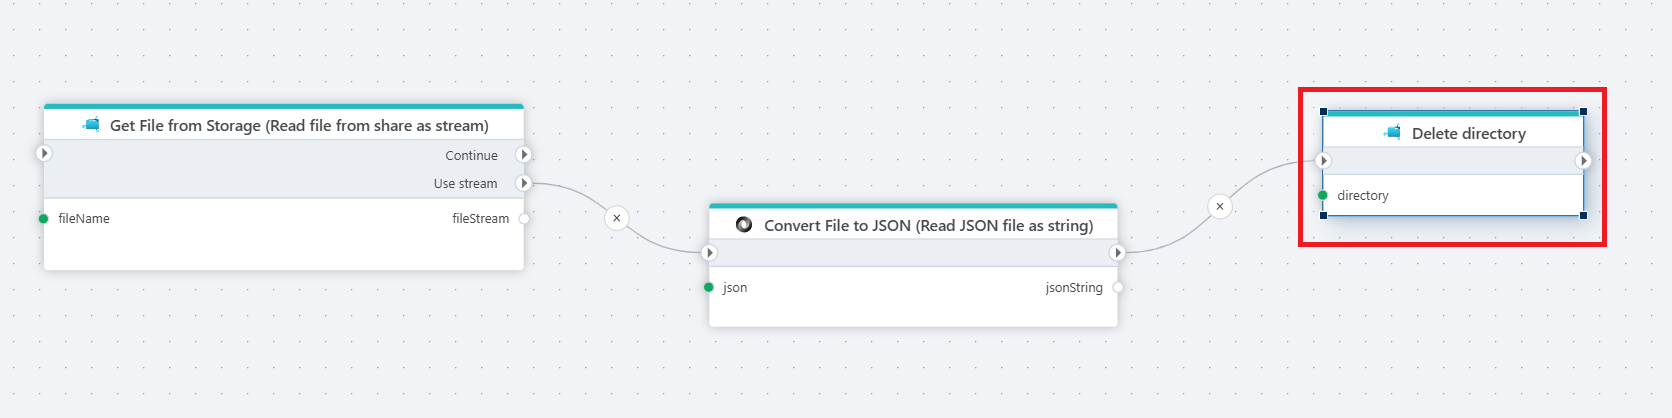 Get File from Storage (Read file from share as stream)
Continue
Use stream
fileName
fileStream
Convert File to JSON (Read JSON file as string)
json
jsonString
Delete directory
directory